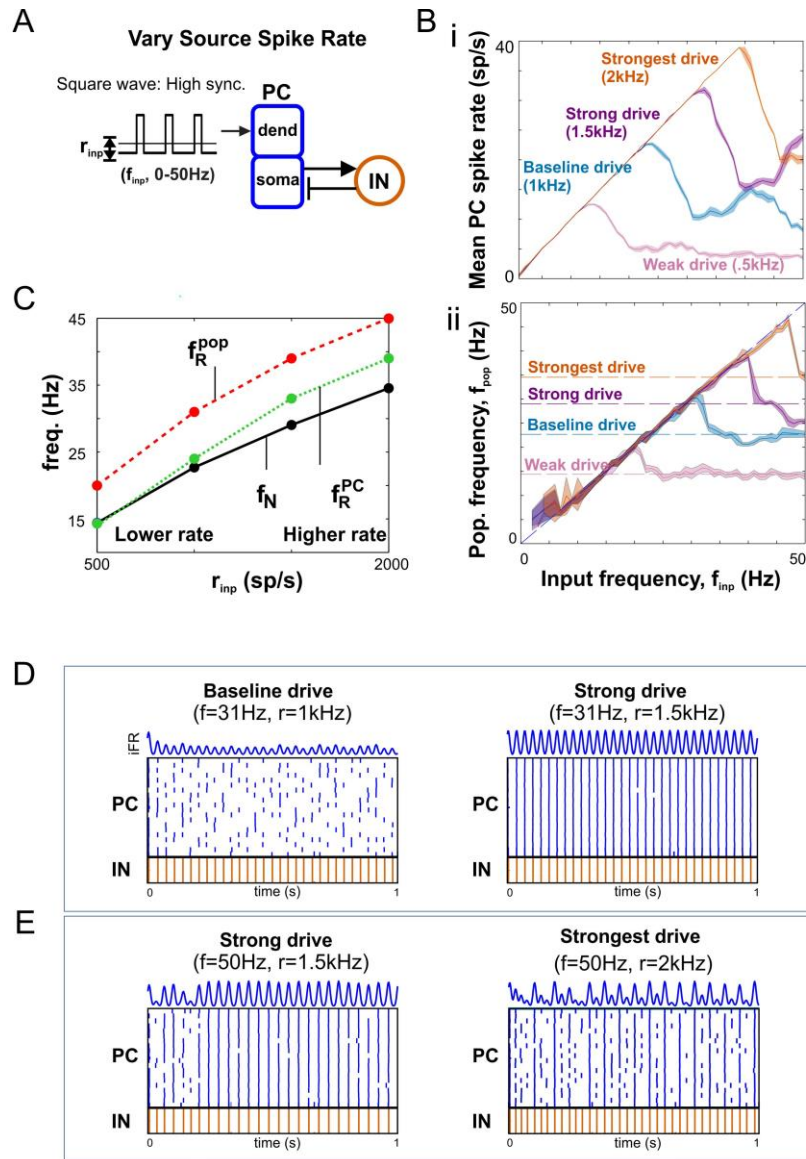 A
Vary Source Spike Rate
Square wave: High sync.
PC
dend
r_inp
(f_inp, 0-50Hz)
soma
IN
B
i
40
Mean PC spike rate (sp/s)
Strongest drive
(2kHz)
Strong drive
(1.5kHz)
Baseline drive
(1kHz)
Weak drive (.5kHz)
0
ii
50
Pop. frequency, f_pop (Hz)
Strongest drive
Strong drive
Baseline drive
Weak drive
0
0
50
Input frequency, f_inp (Hz)
C
45
35
25
15
freq. (Hz)
f_R^pop
f_N
f_R^PC
Lower rate
Higher rate
500
2000
r_inp (sp/s)
D
Baseline drive
(f=31Hz, r=1kHz)
iFR
PC
IN
0
time (s)
1
Strong drive
(f=31Hz, r=1.5kHz)
PC
IN
0
time (s)
1
E
Strong drive
(f=50Hz, r=1.5kHz)
PC
IN
0
time (s)
1
Strongest drive
(f=50Hz, r=2kHz)
PC
IN
0
time (s)
1